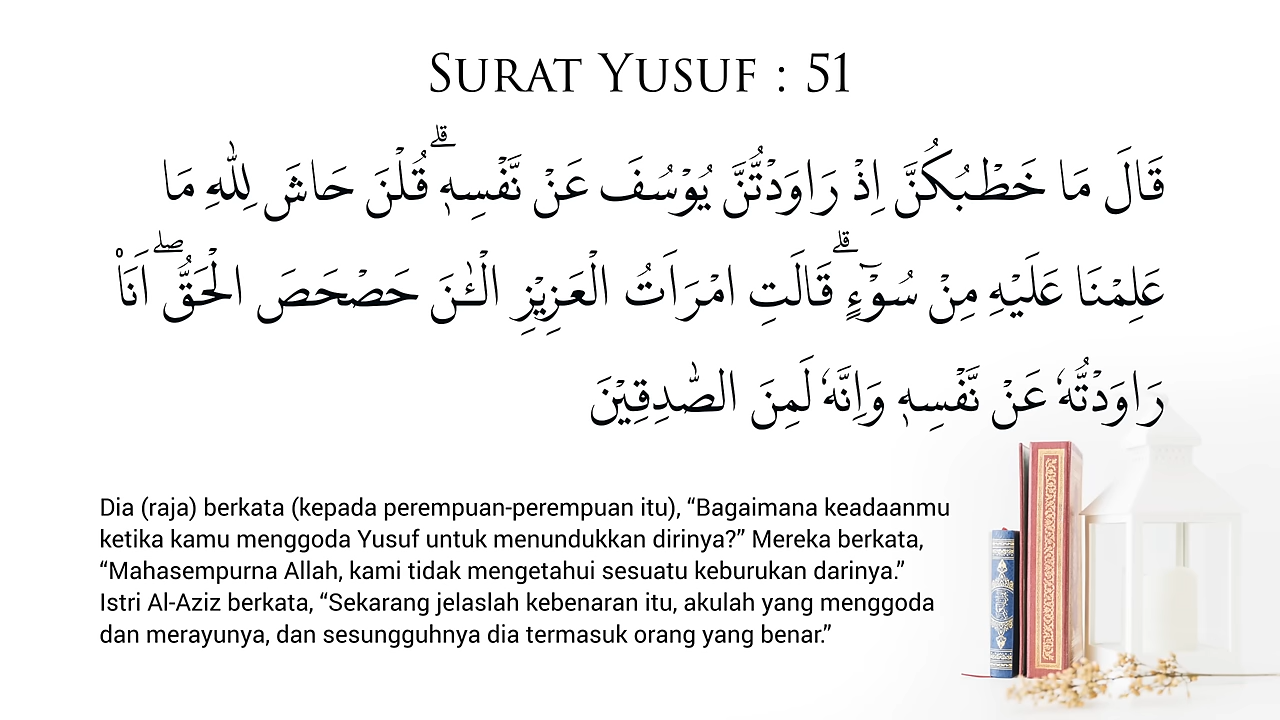 SURAT YUSUF : 51
قَالَ مَا خَطْبُكُنَّ اِذْ رَاوَدْتُّنَّ يُوْسُفَ عَنْ نَّفْسِهٖۗ قُلْنَ حَاشَ لِلّٰهِ مَا
عَلِمْنَا عَلَيْهِ مِنْ سُوْۤءٍۗ قَالَتِ امْرَاَتُ الْعَزِيْزِ الْـٰٔنَ حَصْحَصَ الْحَقُّۖ اَنَا۠
رَاوَدْتُّهٗ عَنْ نَّفْسِهٖ وَاِنَّهٗ لَمِنَ الصّٰدِقِيْنَ
Dia (raja) berkata (kepada perempuan-perempuan itu), “Bagaimana keadaanmu
ketika kamu menggoda Yusuf untuk menundukkan dirinya?” Mereka berkata,
“Mahasempurna Allah, kami tidak mengetahui sesuatu keburukan darinya.”
Istri Al-Aziz berkata, “Sekarang jelaslah kebenaran itu, akulah yang menggoda
dan merayunya, dan sesungguhnya dia termasuk orang yang benar.”